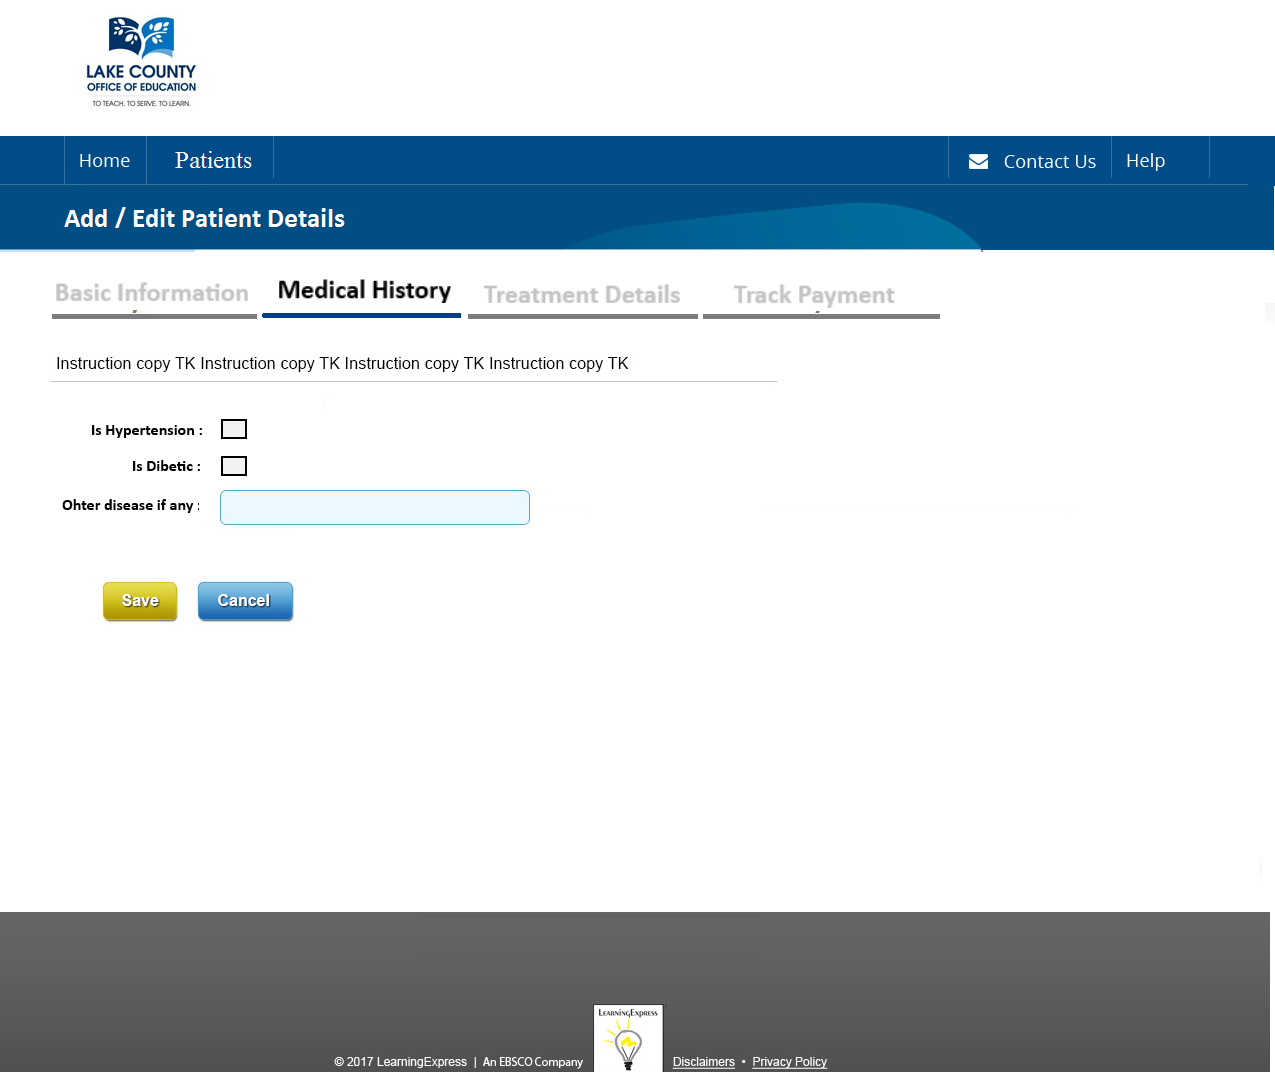 LAKE COUNTY
OFFICE OF EDUCATION
TO TEACH. TO SERVE. TO LEARN.
Home Patients Contact Us Help
Add / Edit Patient Details
Basic Information Medical History Treatment Details Track Payment
Instruction copy TK Instruction copy TK Instruction copy TK Instruction copy TK
Is Hypertension :
Is Dibetic :
Ohter disease if any :
Save Cancel
LEARNINGEXPRESS
© 2017 LearningExpress | An EBSCO Company Disclaimers • Privacy Policy